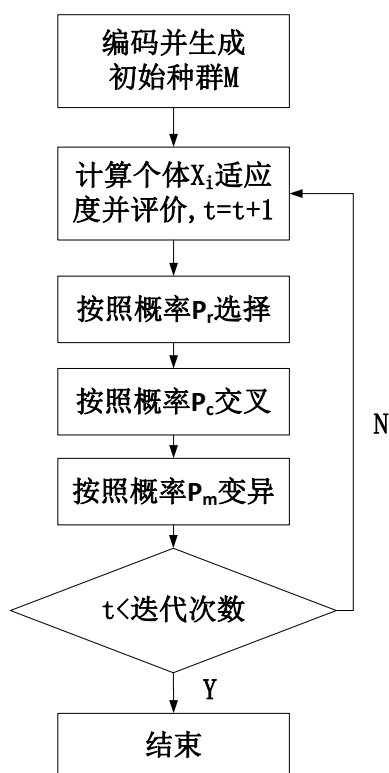 编码并生成
初始种群M
计算个体Xᵢ适应
度并评价,t=t+1
按照概率Pᵣ选择
按照概率P꜀交叉
按照概率Pₘ变异
N
t<迭代次数
Y
结束